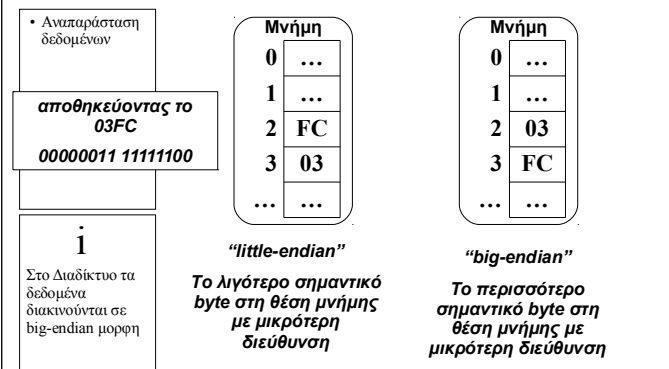 • Αναπαράσταση
δεδομένων
αποθηκεύοντας το
03FC
00000011 11111100
i
Στο Διαδίκτυο τα
δεδομένα
διακινούνται σε
big-endian μορφη
Μνήμη
0 ...
1 ...
2 FC
3 03
... ...
“little-endian”
Το λιγότερο σημαντικό
byte στη θέση μνήμης
με μικρότερη
διεύθυνση
Μνήμη
0 ...
1 ...
2 03
3 FC
... ...
“big-endian”
Το περισσότερο
σημαντικό byte στη
θέση μνήμης με
μικρότερη διεύθυνση